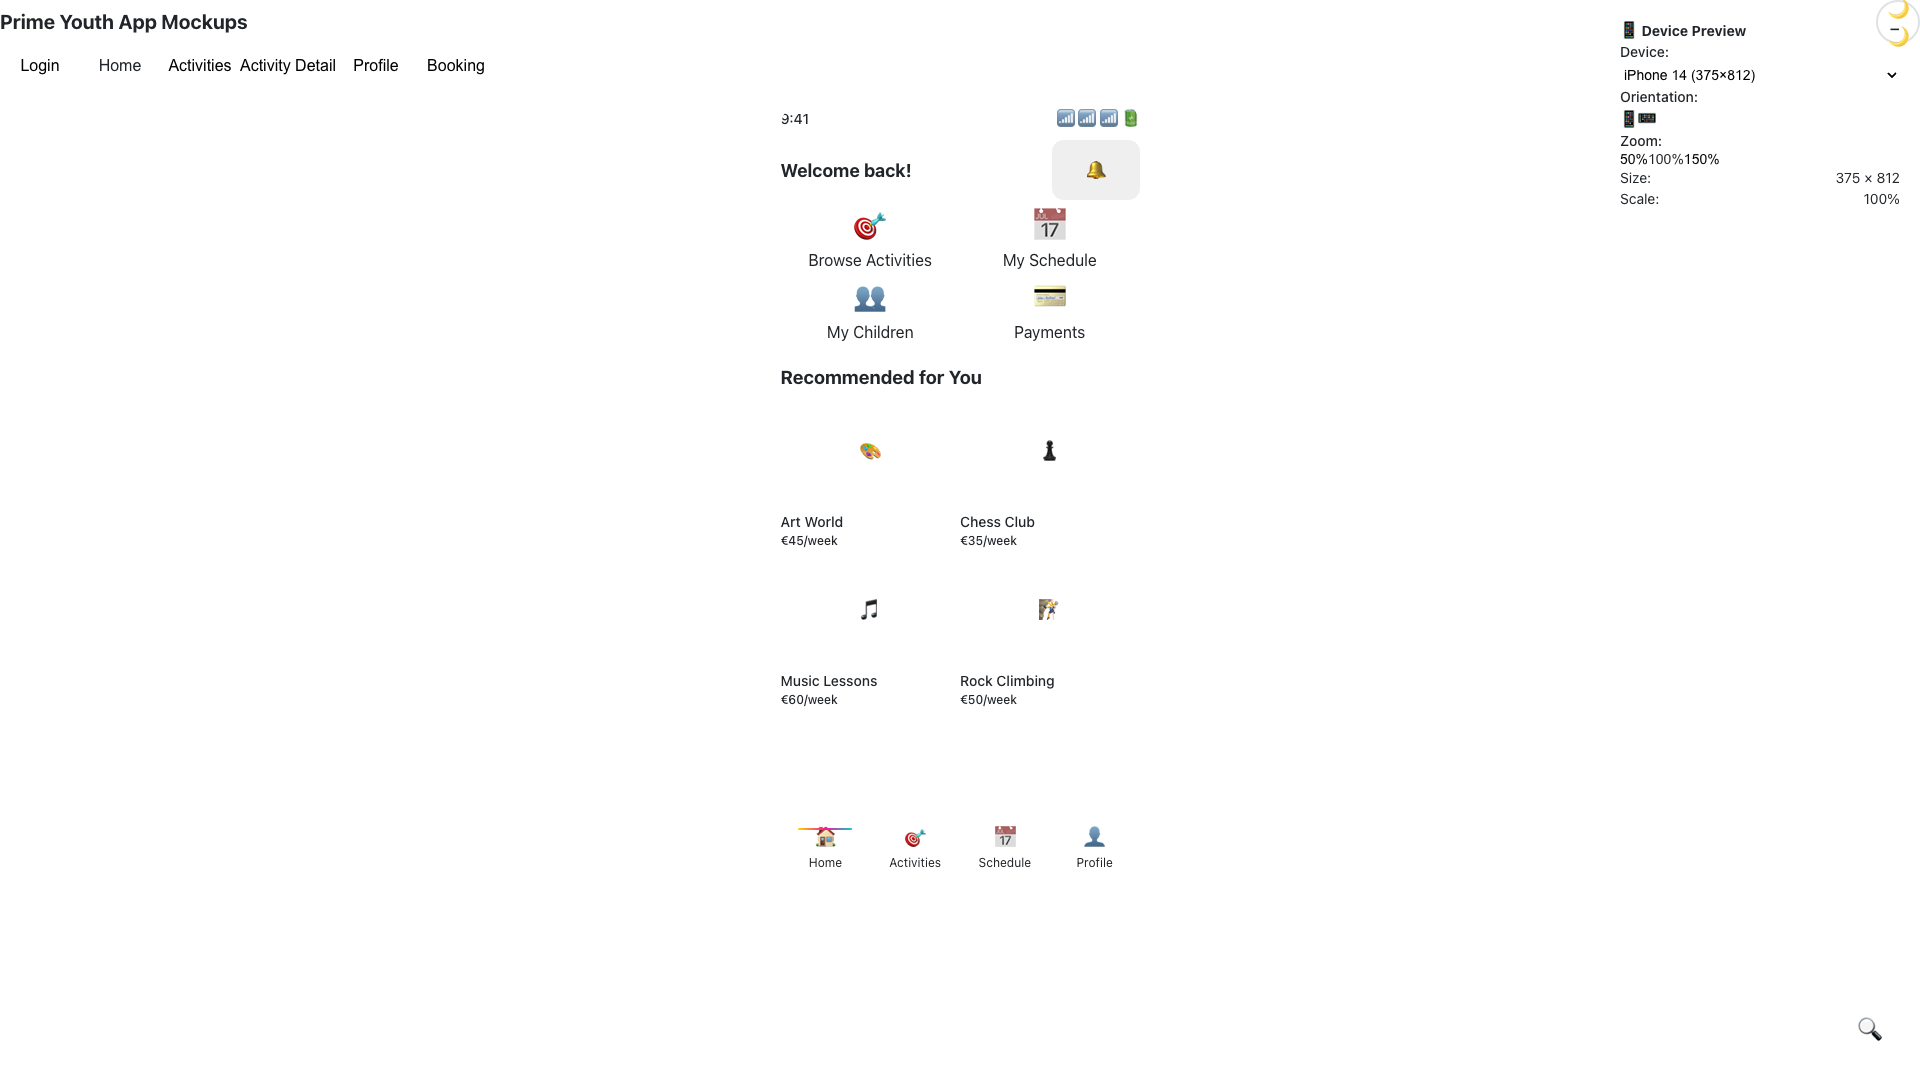 Prime Youth App Mockups
Login Home Activities Activity Detail Profile Booking
Device Preview
Device:
iPhone 14 (375×812)
Orientation:
Zoom:
50%100%150%
Size: 375 × 812
Scale: 100%
9:41
Welcome back!
Browse Activities
JUL 17
My Schedule
My Children
Payments
Recommended for You
Art World
€45/week
Chess Club
€35/week
Music Lessons
€60/week
Rock Climbing
€50/week
Home
Activities
17
Schedule
Profile